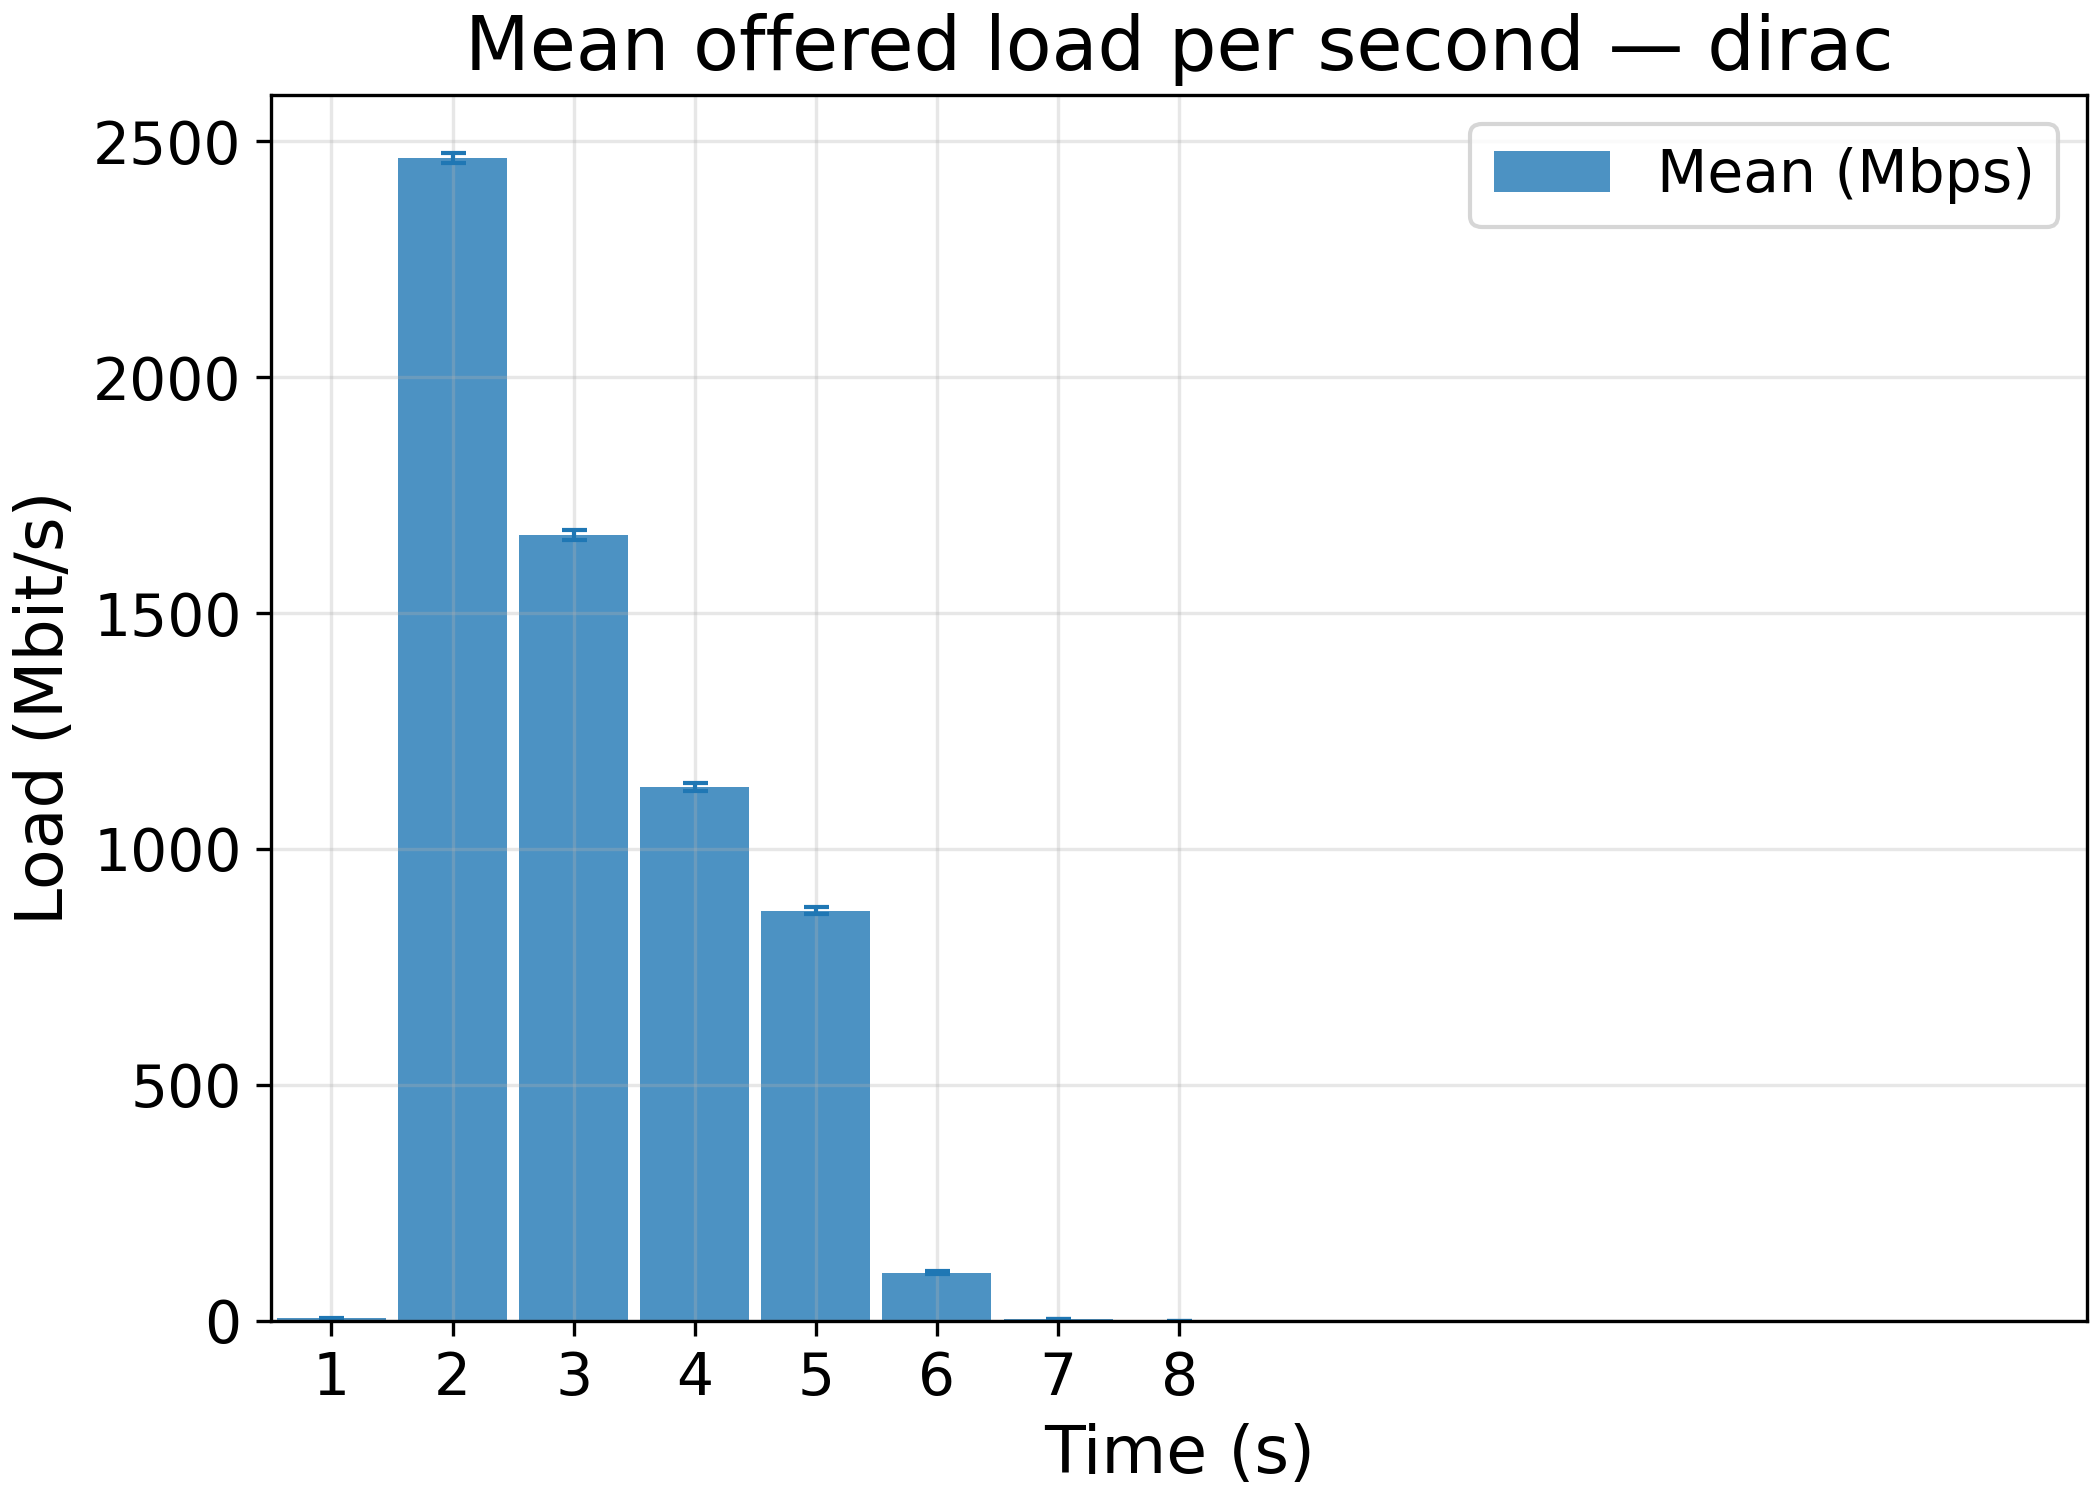 Mean offered load per second — dirac
Mean (Mbps)
Load (Mbit/s)
2500
2000
1500
1000
500
0
1 2 3 4 5 6 7 8
Time (s)